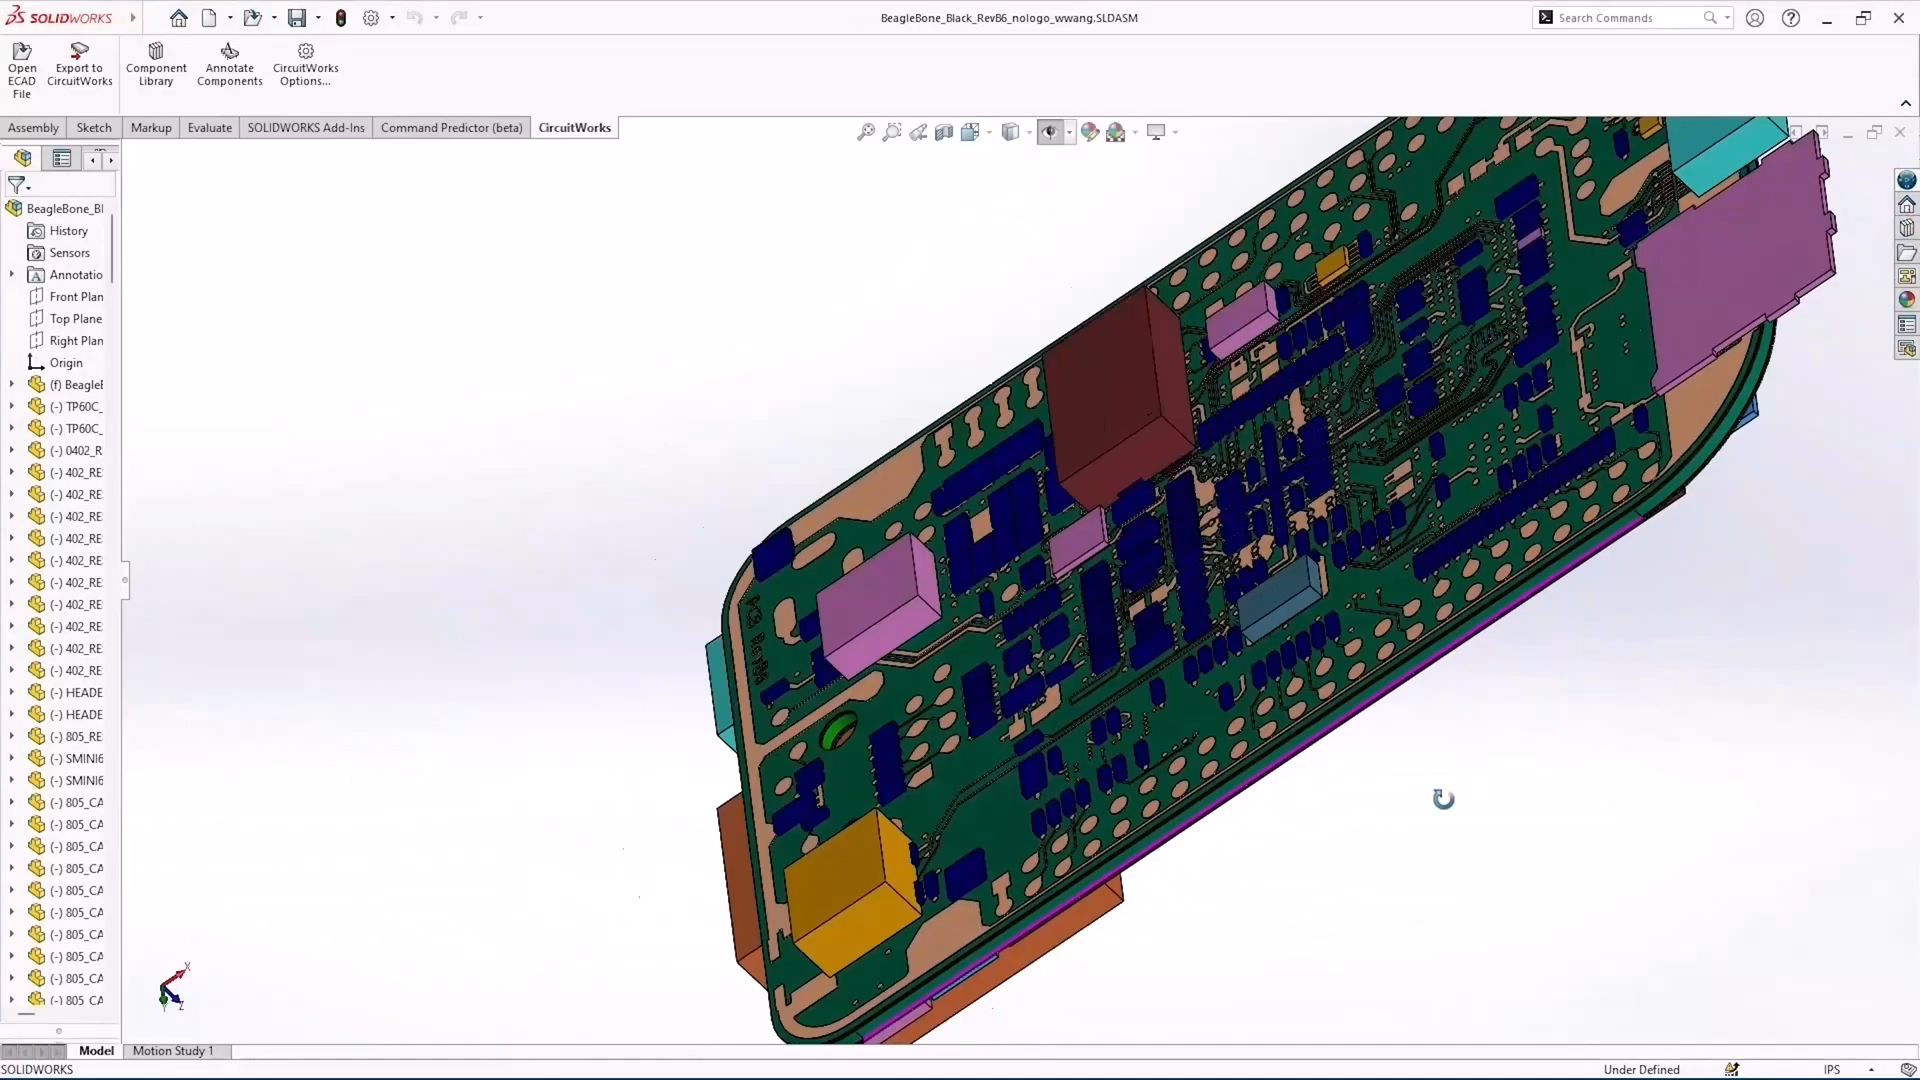 SOLIDWORKS
BeagleBone_Black_RevB6_nologo_wwang.SLDASM
Search Commands
Open ECAD File
Export to CircuitWorks
Component Library
Annotate Components
CircuitWorks Options...
Assembly
Sketch
Markup
Evaluate
SOLIDWORKS Add-Ins
Command Predictor (beta)
CircuitWorks
BeagleBone_Bl
History
Sensors
Annotatio
Front Plan
Top Plane
Right Plan
Origin
(f) Beagle
(-) TP60C_
(-) TP60C_
(-) 0402_R
(-) 402_RE
(-) 402_RE
(-) 402_RE
(-) 402_RE
(-) 402_RE
(-) 402_RE
(-) 402_RE
(-) 402_RE
(-) 402_RE
(-) 402_RE
(-) HEADE
(-) HEADE
(-) 805_RE
(-) SMINI6
(-) SMINI6
(-) 805_CA
(-) 805_CA
(-) 805_CA
(-) 805_CA
(-) 805_CA
(-) 805_CA
(-) 805_CA
(-) 805_CA
(-) 805_CA
(-) 805_CA
X
Y
Z
Model
Motion Study 1
SOLIDWORKS
Under Defined
IPS